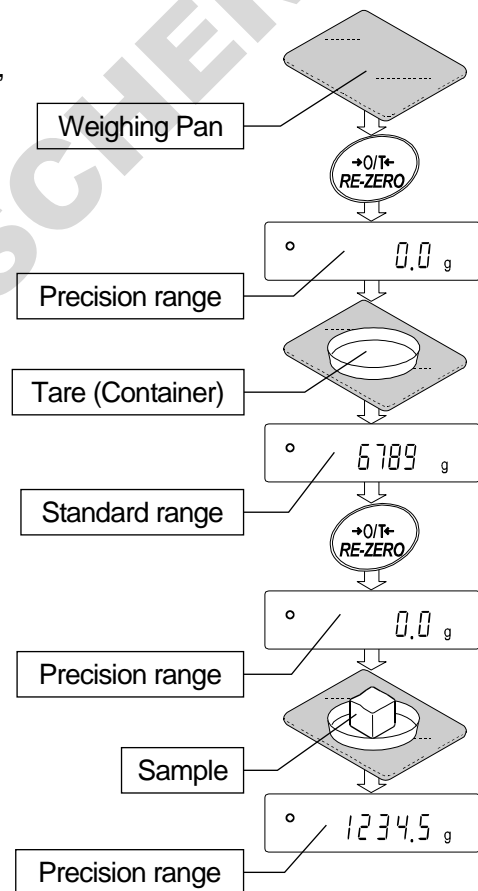 ,
SCHER
Weighing Pan
→0/T←
RE-ZERO
0.0 g
Precision range
Tare (Container)
6789 g
Standard range
→0/T←
RE-ZERO
0.0 g
Precision range
Sample
1234.5 g
Precision range